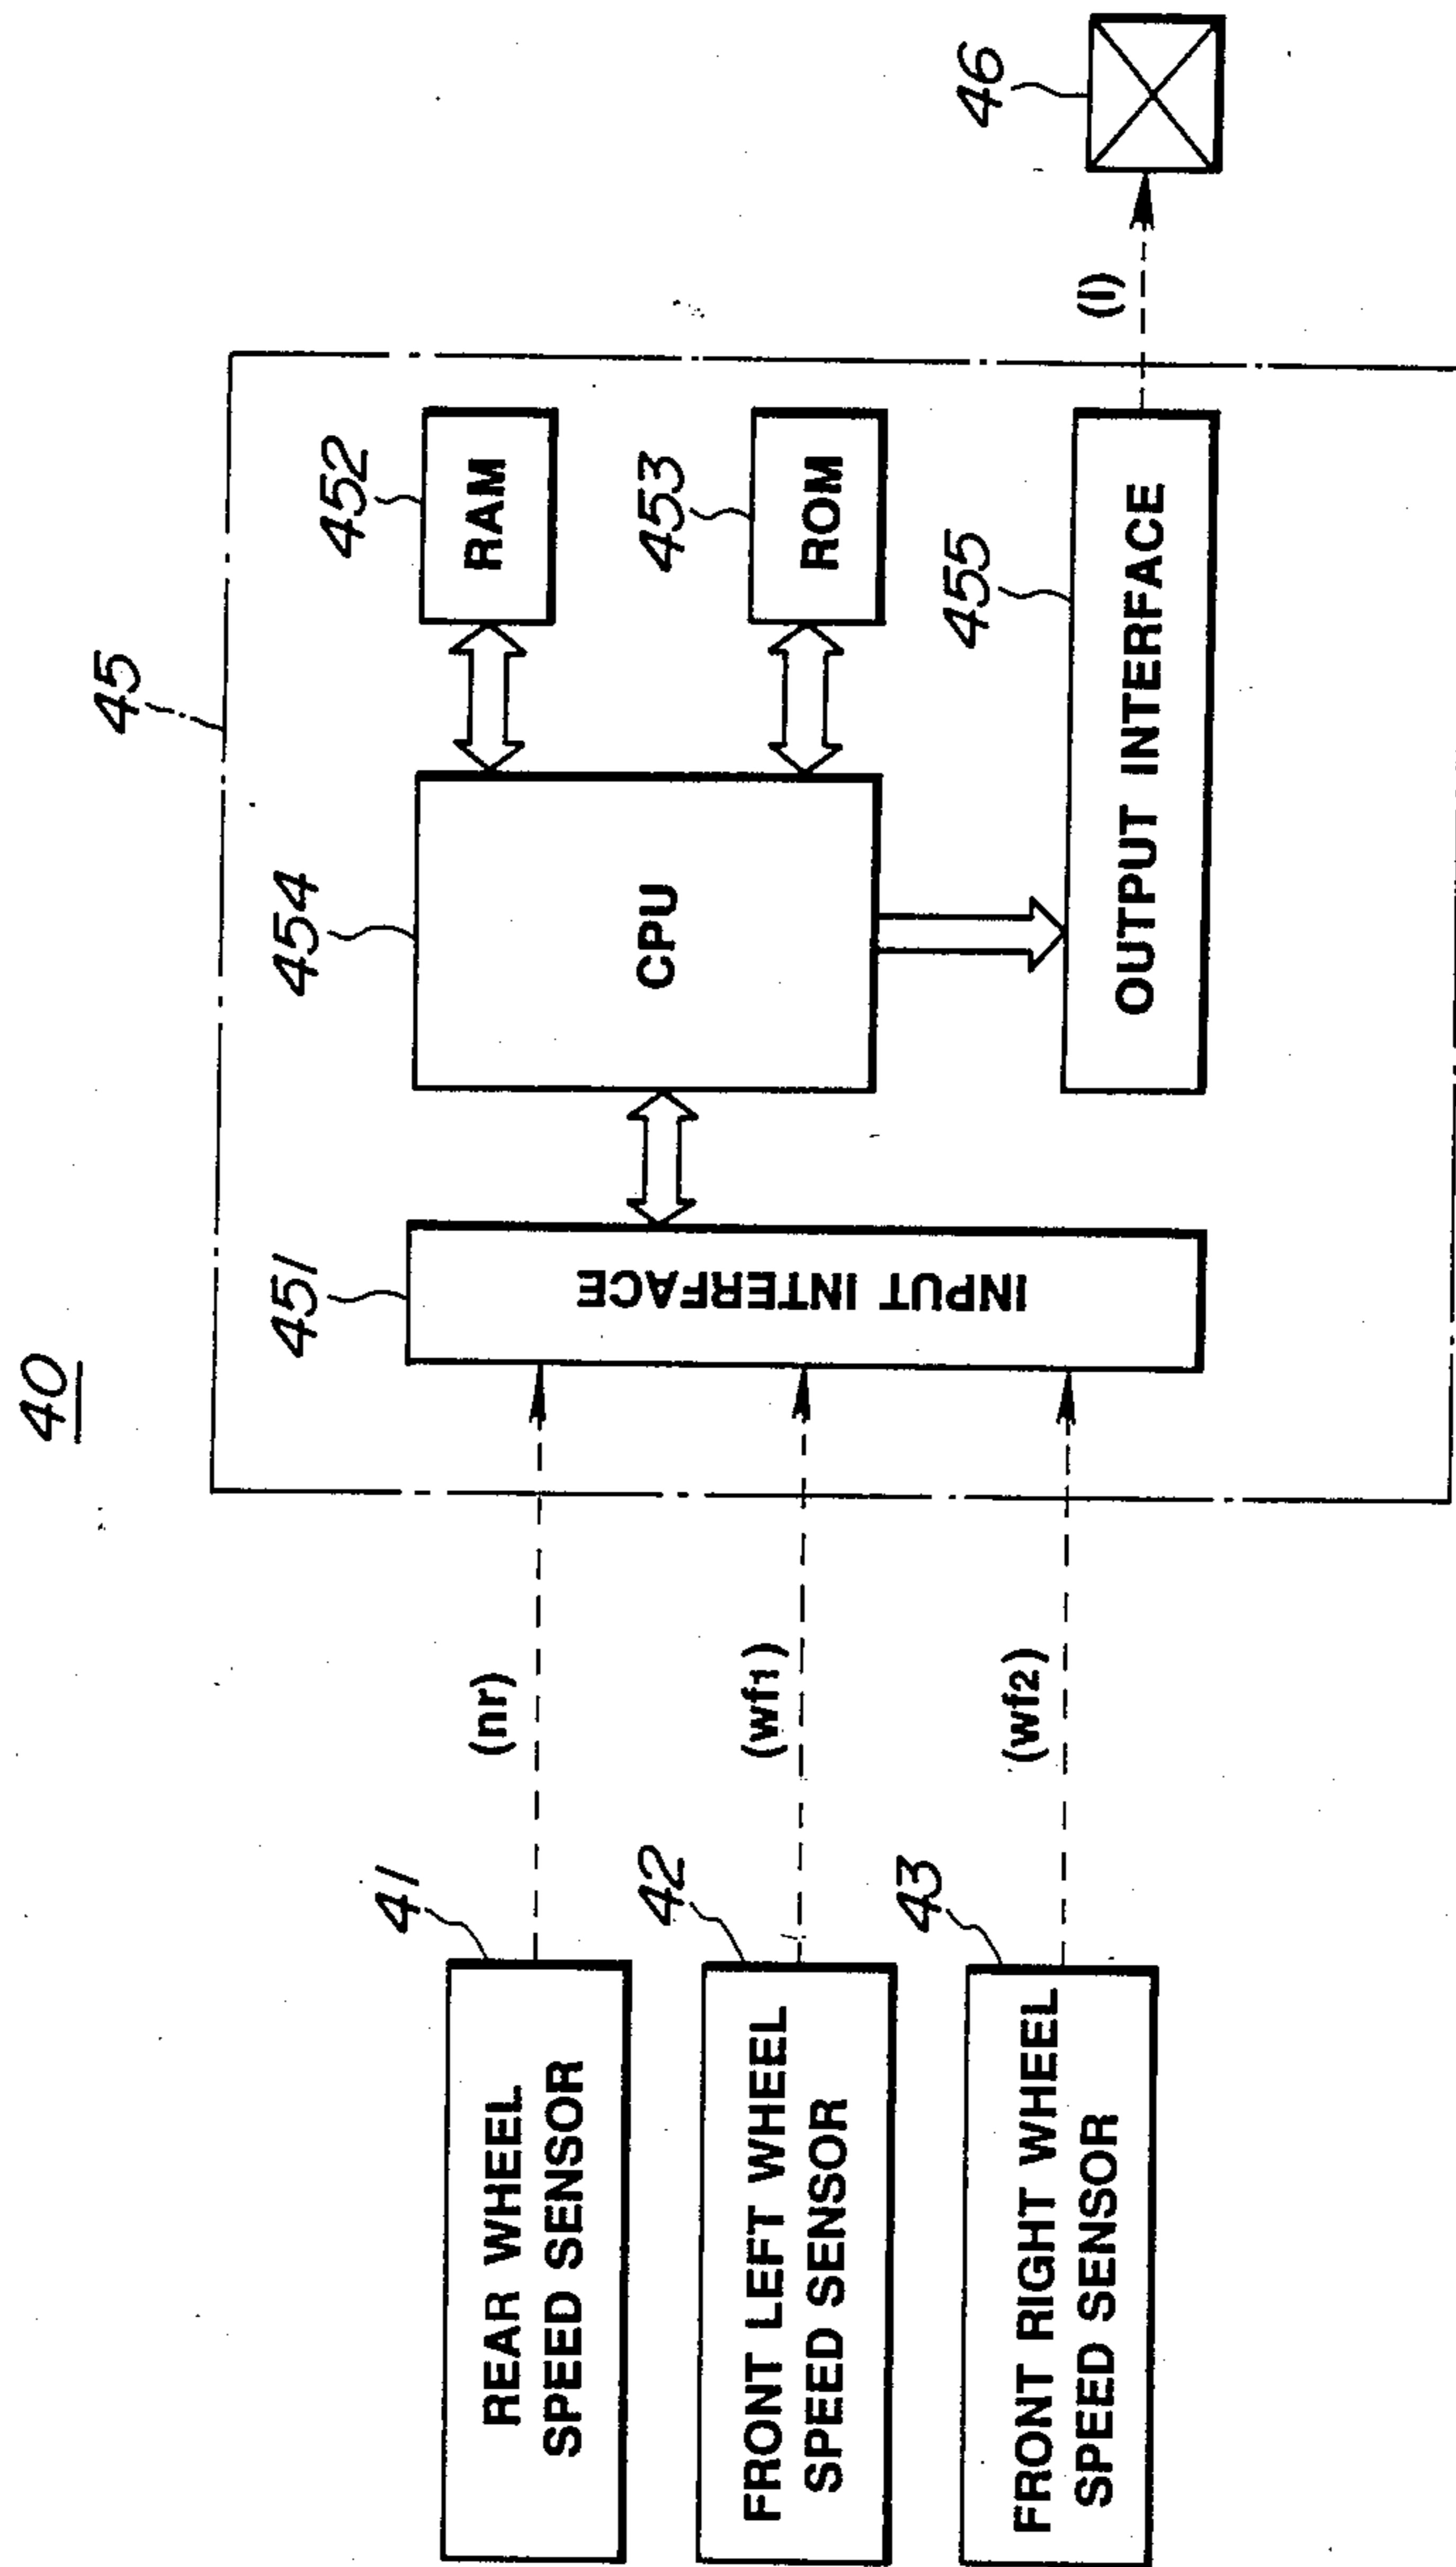 40
45
41
REAR WHEEL
SPEED SENSOR
(nr)
42
FRONT LEFT WHEEL
SPEED SENSOR
(wf1)
43
FRONT RIGHT WHEEL
SPEED SENSOR
(wf2)
451
INPUT INTERFACE
454
CPU
452
RAM
453
ROM
455
OUTPUT INTERFACE
(I)
46